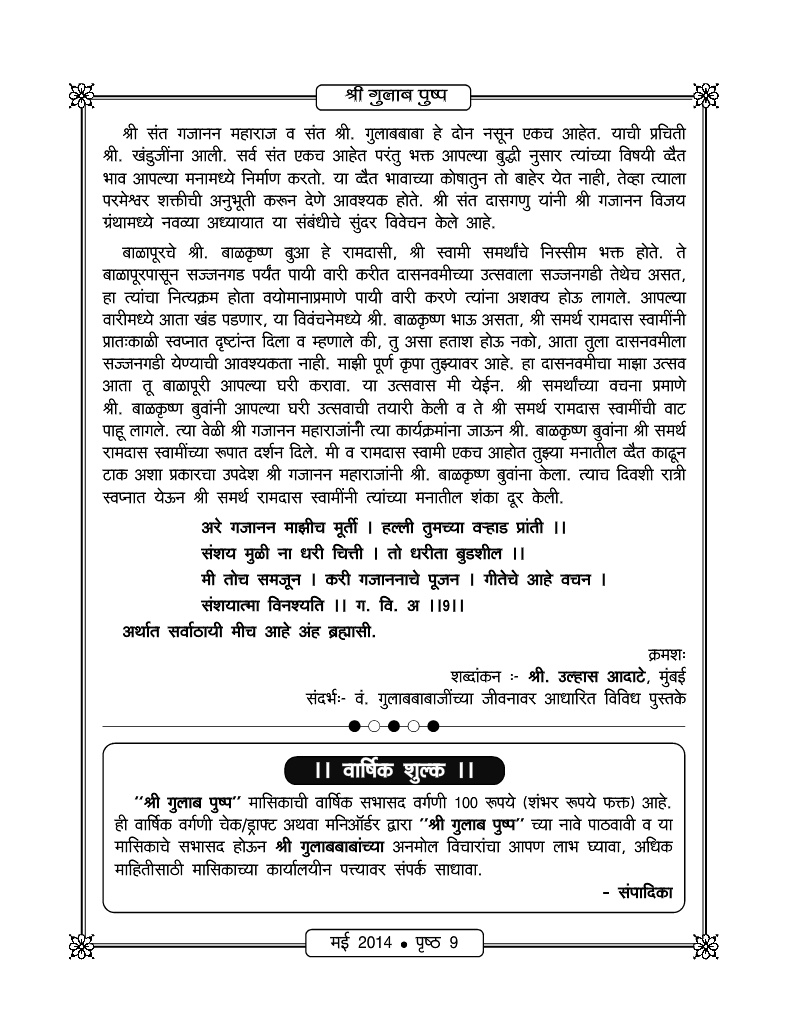 श्री गुलाब पुष्प
श्री संत गजानन महाराज व संत श्री. गुलाबबाबा हे दोन नसून एकच आहेत. याची प्रचिती
श्री. खंडुजींना आली. सर्व संत एकच आहेत परंतु भक्त आपल्या बुद्धी नुसार त्यांच्या विषयी व्दैत
भाव आपल्या मनामध्ये निर्माण करतो. या व्दैत भावाच्या कोषातुन तो बाहेर येत नाही, तेव्हा त्याला
परमेश्वर शक्तीची अनुभूती करून देणे आवश्यक होते. श्री संत दासगणु यांनी श्री गजानन विजय
ग्रंथामध्ये नवव्या अध्यायात या संबंधीचे सुंदर विवेचन केले आहे.
बाळापूरचे श्री. बाळकृष्ण बुआ हे रामदासी, श्री स्वामी समर्थांचे निस्सीम भक्त होते. ते
बाळापूरपासून सज्जनगड पर्यंत पायी वारी करीत दासनवमीच्या उत्सवाला सज्जनगडी तेथेच असत,
हा त्यांचा नित्यक्रम होता वयोमानाप्रमाणे पायी वारी करणे त्यांना अशक्य होऊ लागले. आपल्या
वारीमध्ये आता खंड पडणार, या विवंचनेमध्ये श्री. बाळकृष्ण भाऊ असता, श्री समर्थ रामदास स्वामींनी
प्रातःकाळी स्वप्नात दृष्टांन्त दिला व म्हणाले की, तु असा हताश होऊ नको, आता तुला दासनवमीला
सज्जनगडी येण्याची आवश्यकता नाही. माझी पूर्ण कृपा तुझ्यावर आहे. हा दासनवमीचा माझा उत्सव
आता तू बाळापूरी आपल्या घरी करावा. या उत्सवास मी येईन. श्री समर्थांच्या वचना प्रमाणे
श्री. बाळकृष्ण बुवांनी आपल्या घरी उत्सवाची तयारी केली व ते श्री समर्थ रामदास स्वामींची वाट
पाहू लागले. त्या वेळी श्री गजानन महाराजांनी त्या कार्यक्रमांना जाऊन श्री. बाळकृष्ण बुवांना श्री समर्थ
रामदास स्वामींच्या रूपात दर्शन दिले. मी व रामदास स्वामी एकच आहोत तुझ्या मनातील व्दैत काढून
टाक अशा प्रकारचा उपदेश श्री गजानन महाराजांनी श्री. बाळकृष्ण बुवांना केला. त्याच दिवशी रात्री
स्वप्नात येऊन श्री समर्थ रामदास स्वामींनी त्यांच्या मनातील शंका दूर केली.
अरे गजानन माझीच मूर्ती । हल्ली तुमच्या वऱ्हाड प्रांती ।।
संशय मुळी ना धरी चित्ती । तो धरीता बुडशील ।।
मी तोच समजून । करी गजाननाचे पूजन । गीतेचे आहे वचन ।
संशयात्मा विनश्यति ।। ग. वि. अ ।।9।।
अर्थात सर्वाठायी मीच आहे अंह ब्रह्मासी.
क्रमशः
शब्दांकन :- श्री. उल्हास आदाटे, मुंबई
संदर्भः- वं. गुलाबबाबाजींच्या जीवनावर आधारित विविध पुस्तके
।। वार्षिक शुल्क ।।
"श्री गुलाब पुष्प" मासिकाची वार्षिक सभासद वर्गणी 100 रूपये (शंभर रूपये फक्त) आहे.
ही वार्षिक वर्गणी चेक/ड्राफ्ट अथवा मनिऑर्डर द्वारा "श्री गुलाब पुष्प" च्या नावे पाठवावी व या
मासिकाचे सभासद होऊन श्री गुलाबबाबांच्या अनमोल विचारांचा आपण लाभ घ्यावा, अधिक
माहितीसाठी मासिकाच्या कार्यालयीन पत्त्यावर संपर्क साधावा.
- संपादिका
मई 2014 • पृष्ठ 9